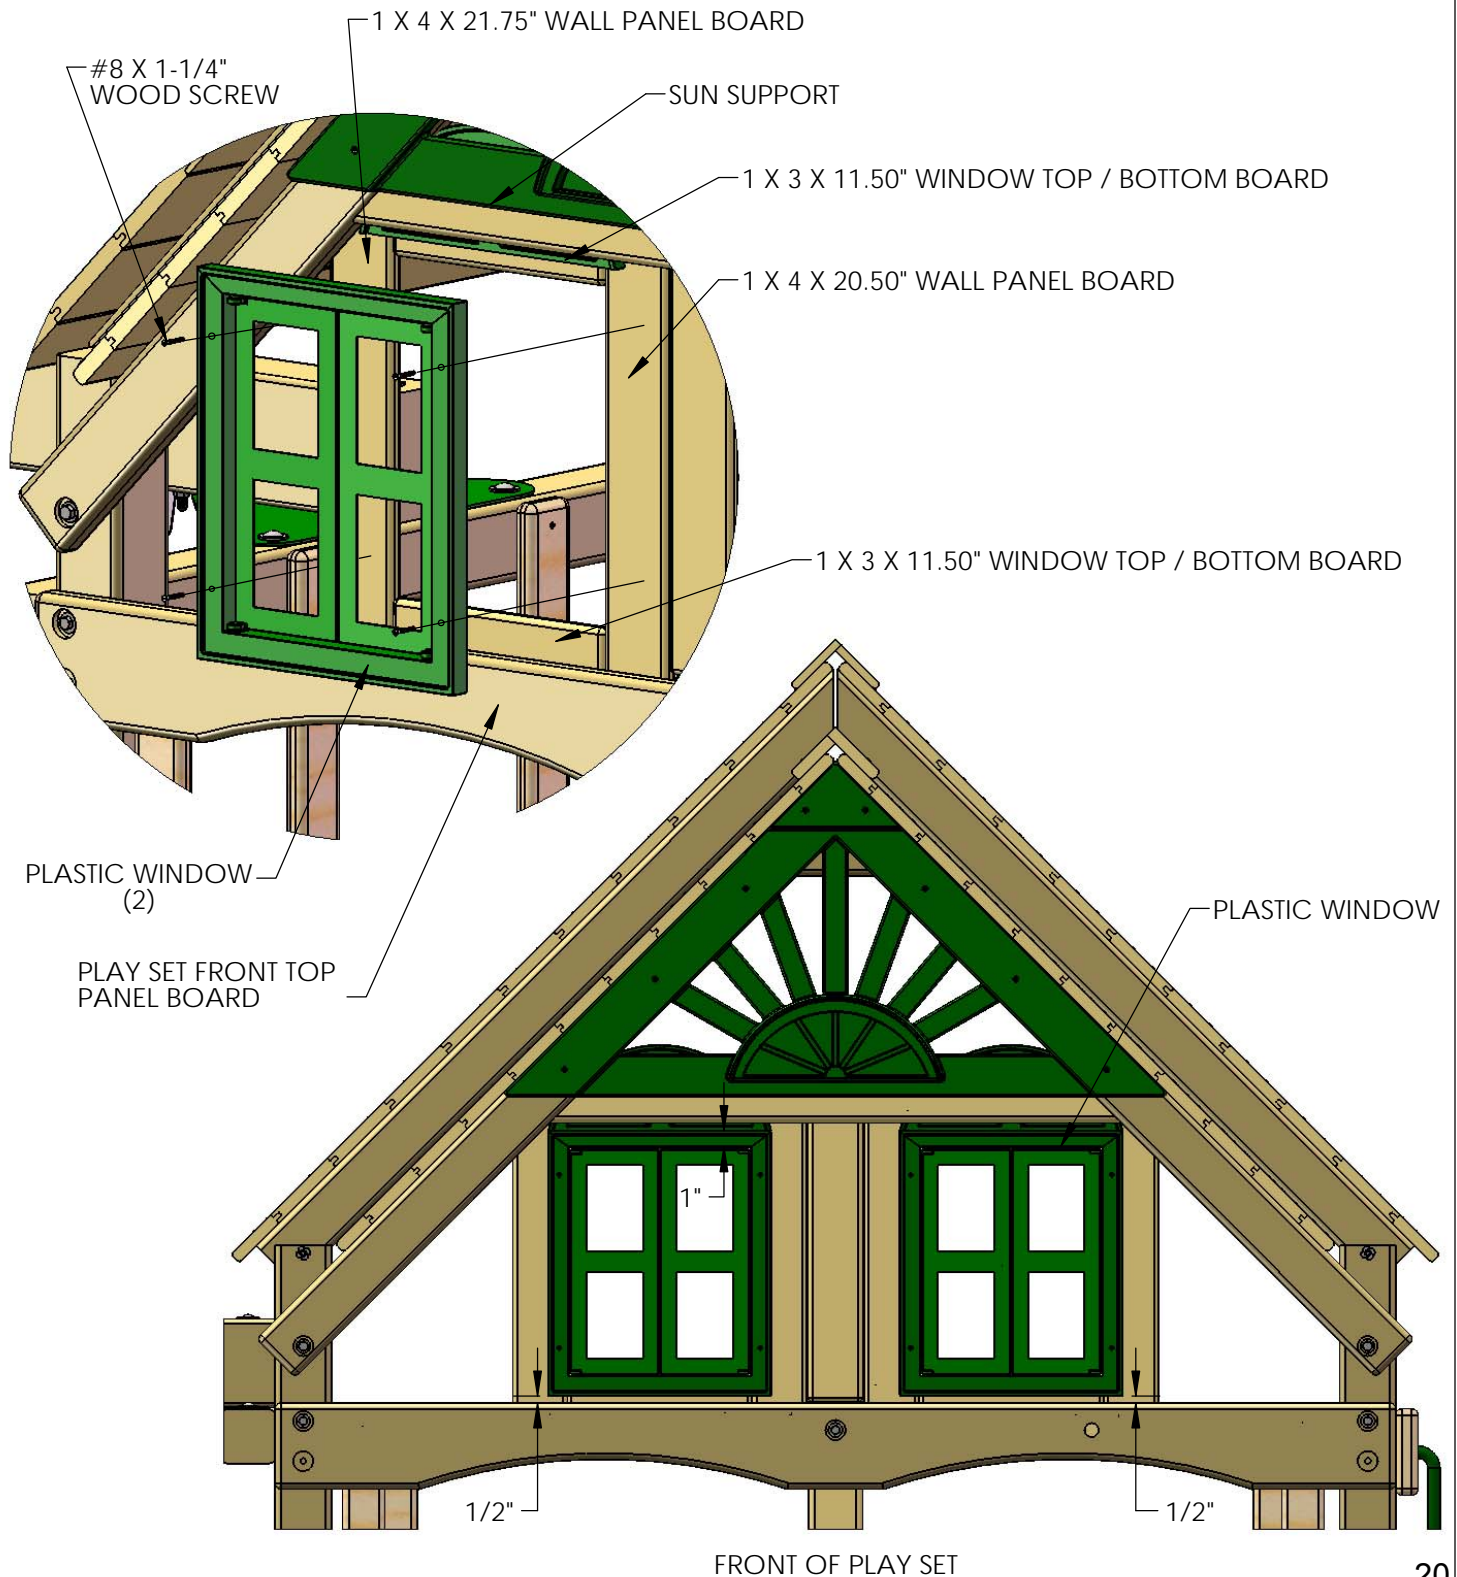 1 X 4 X 21.75" WALL PANEL BOARD
#8 X 1-1/4"
WOOD SCREW
SUN SUPPORT
1 X 3 X 11.50" WINDOW TOP / BOTTOM BOARD
1 X 4 X 20.50" WALL PANEL BOARD
1 X 3 X 11.50" WINDOW TOP / BOTTOM BOARD
PLASTIC WINDOW
(2)
PLASTIC WINDOW
PLAY SET FRONT TOP
PANEL BOARD
1"
1/2"
1/2"
FRONT OF PLAY SET
20